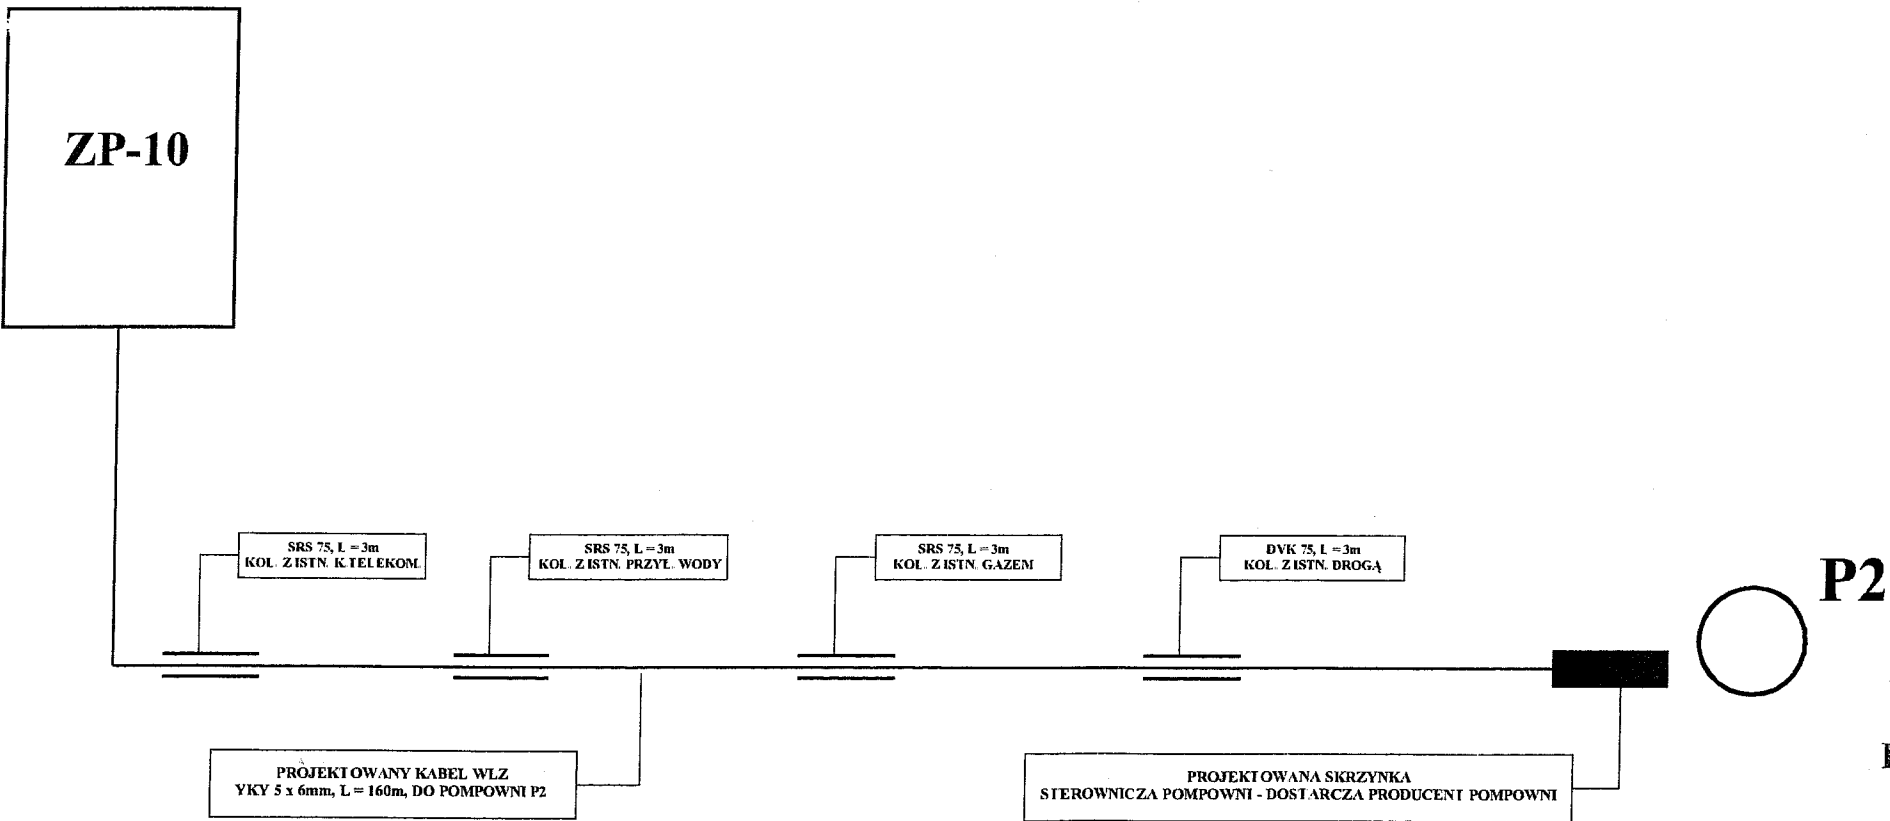 ZP-10
SRS 75, L = 3m
KOL. Z ISTN. K.TELEKOM.
SRS 75, L = 3m
KOL. Z ISTN. PRZYŁ. WODY
SRS 75, L = 3m
KOL. Z ISTN. GAZEM
DVK 75, L = 3m
KOL. Z ISTN. DROGĄ
P2
PROJEKTOWANY KABEL WLZ
YKY 5 x 6mm, L = 160m, DO POMPOWNI P2
PROJEKTOWANA SKRZYNKA
STEROWNICZA POMPOWNI - DOSTARCZA PRODUCENT POMPOWNI